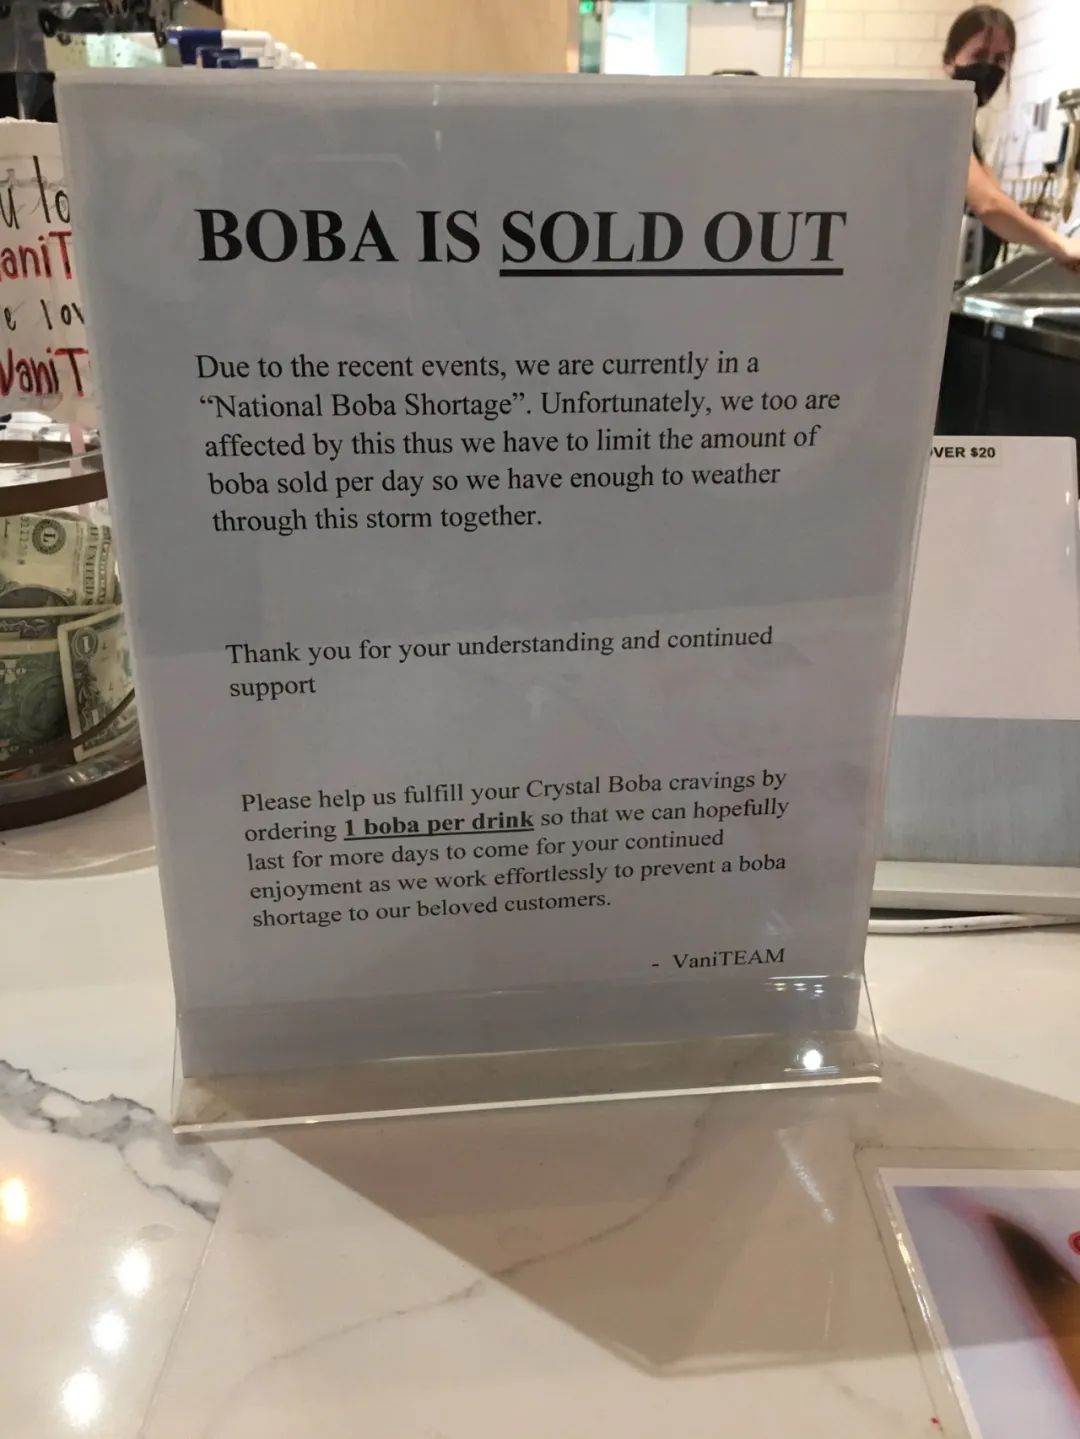 BOBA IS SOLD OUT
Due to the recent events, we are currently in a
“National Boba Shortage”. Unfortunately, we too are
affected by this thus we have to limit the amount of
boba sold per day so we have enough to weather
through this storm together.
Thank you for your understanding and continued
support
Please help us fulfill your Crystal Boba cravings by
ordering 1 boba per drink so that we can hopefully
last for more days to come for your continued
enjoyment as we work effortlessly to prevent a boba
shortage to our beloved customers.
- VaniTEAM
$20